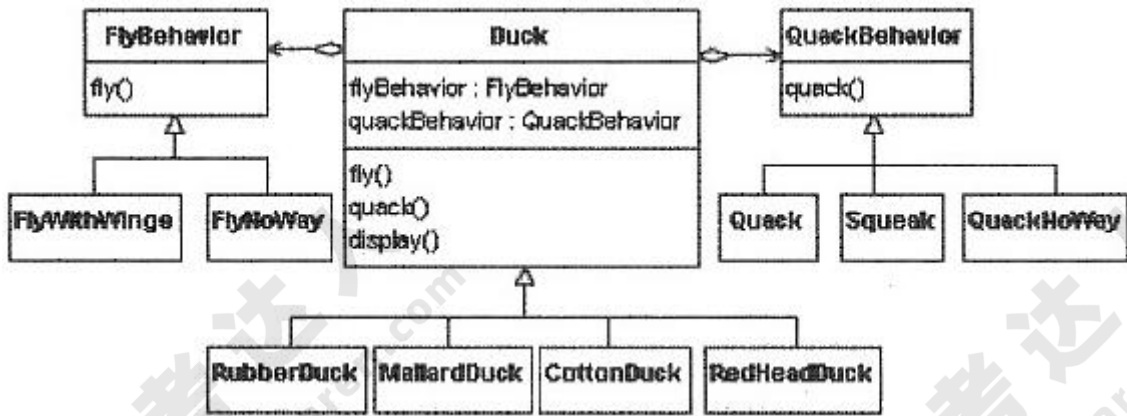 FlyBehavior
fly()
FlyWithWings
FlyNoWay
Duck
flyBehavior : FlyBehavior
quackBehavior : QuackBehavior
fly()
quack()
display()
QuackBehavior
quack()
Quack
Squeak
QuackNoWay
RubberDuck
MallardDuck
CottonDuck
RedHeadDuck